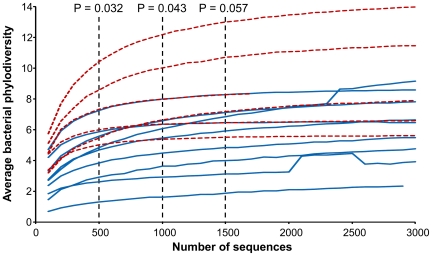 P = 0.032 P = 0.043 P = 0.057
14
12
10
8
6
4
2
0
Average bacterial phylodiversity
0 500 1000 1500 2000 2500 3000
Number of sequences